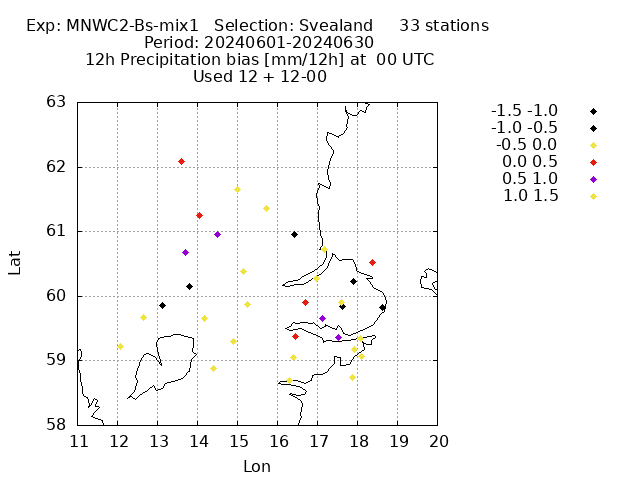 Exp: MNWC2-Bs-mix1   Selection: Svealand     33 stations
Period: 20240601-20240630
12h Precipitation bias [mm/12h] at  00 UTC
Used 12 + 12-00
-1.5 -1.0
-1.0 -0.5
-0.5 0.0
0.0 0.5
0.5 1.0
1.0 1.5
63
62
61
60
59
58
Lat
11 12 13 14 15 16 17 18 19 20
Lon